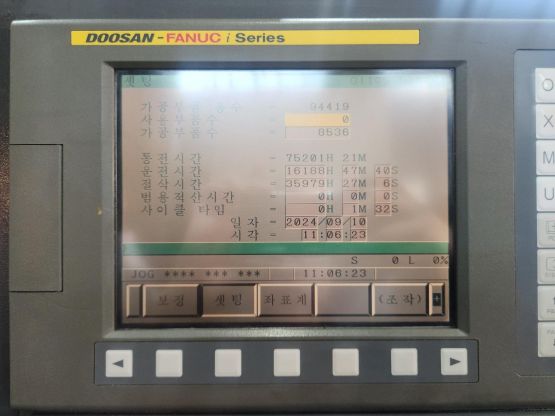 DOOSAN - FANUC i Series
셋팅
가공부품 수 = 94419
사용부품수 = 0
가공부품수 = 8536
통전시간 = 75201H 21M
운전시간 = 16188H 47M 40S
절삭시간 = 35979H 27M 6S
범용적산시간 = 0H 0M 0S
사이클 타임 = 0H 1M 32S
일자 = 2024/09/10
시각 = 11:06:23
S 0 L 0%
JOG **** *** *** 11:06:23
보정 셋팅 좌표계 (조작) +
X
M
U